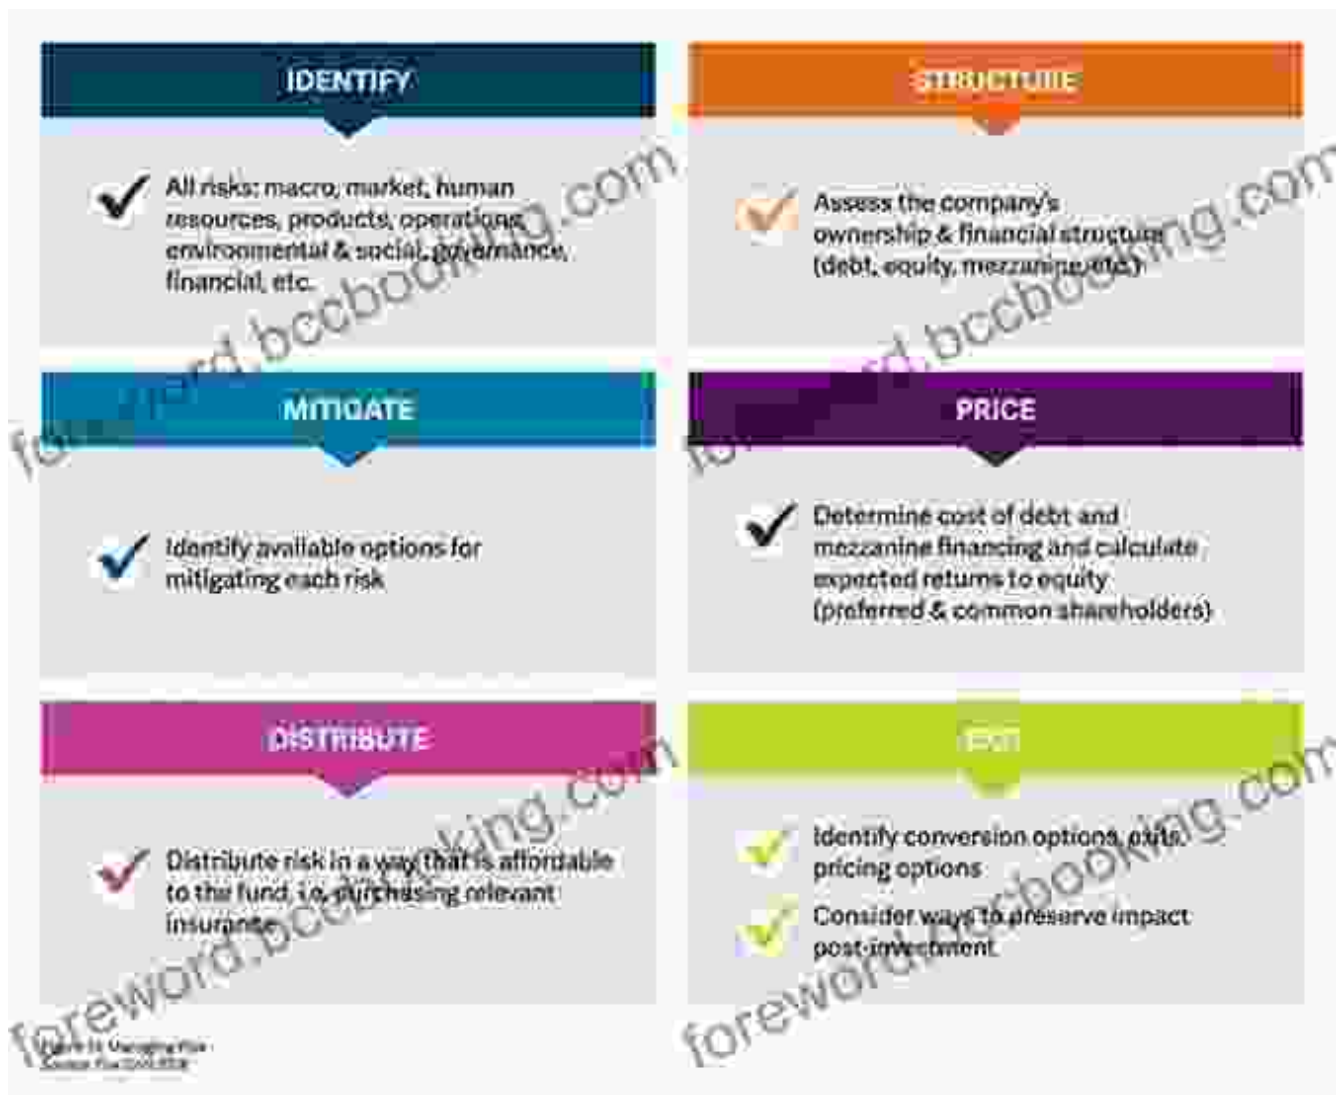 IDENTIFY
All risks: macro, market, human
resources, products, operations,
environmental & social, governance,
financial, etc.
STRUCTURE
Assess the company's
ownership & financial structure
(debt, equity, mezzanine, etc.)
MITIGATE
Identify available options for
mitigating each risk
PRICE
Determine cost of debt and
mezzanine financing and calculate
expected returns to equity
(preferred & common shareholders)
DISTRIBUTE
Distribute risk in a way that is affordable
to the fund, i.e. purchasing relevant
insurance
EXIT
Identify conversion options, exits,
pricing options
Consider ways to preserve impact
post-investment
Managing Risk
foreword.bccbooking.com
foreword.bccbooking.com
foreword.bccbooking.com
foreword.bccbooking.com